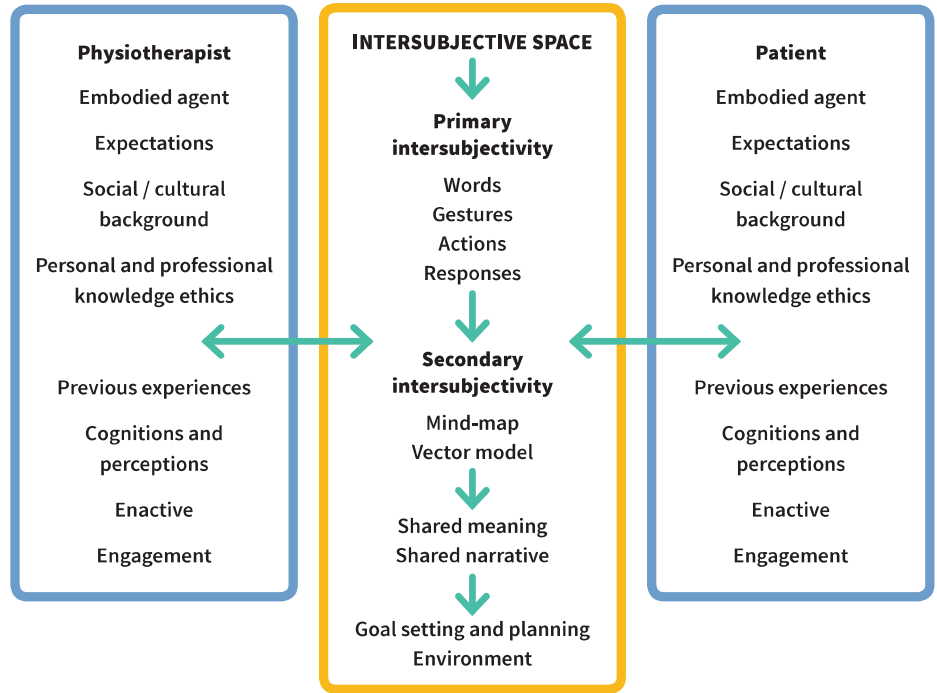 Physiotherapist
Embodied agent
Expectations
Social / cultural
background
Personal and professional
knowledge ethics
Previous experiences
Cognitions and
perceptions
Enactive
Engagement
INTERSUBJECTIVE SPACE
Primary
intersubjectivity
Words
Gestures
Actions
Responses
Secondary
intersubjectivity
Mind-map
Vector model
Shared meaning
Shared narrative
Goal setting and planning
Environment
Patient
Embodied agent
Expectations
Social / cultural
background
Personal and professional
knowledge ethics
Previous experiences
Cognitions and
perceptions
Enactive
Engagement